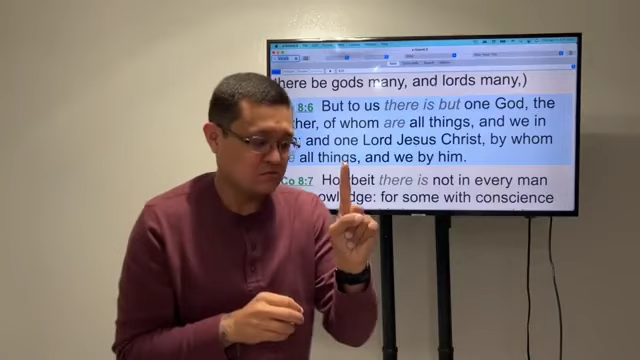 there be gods many, and lords many,)
8:6 But to us there is but one God, the
ther, of whom are all things, and we in
; and one Lord Jesus Christ, by whom
all things, and we by him.
Co 8:7 Howbeit there is not in every man
owledge: for some with conscience